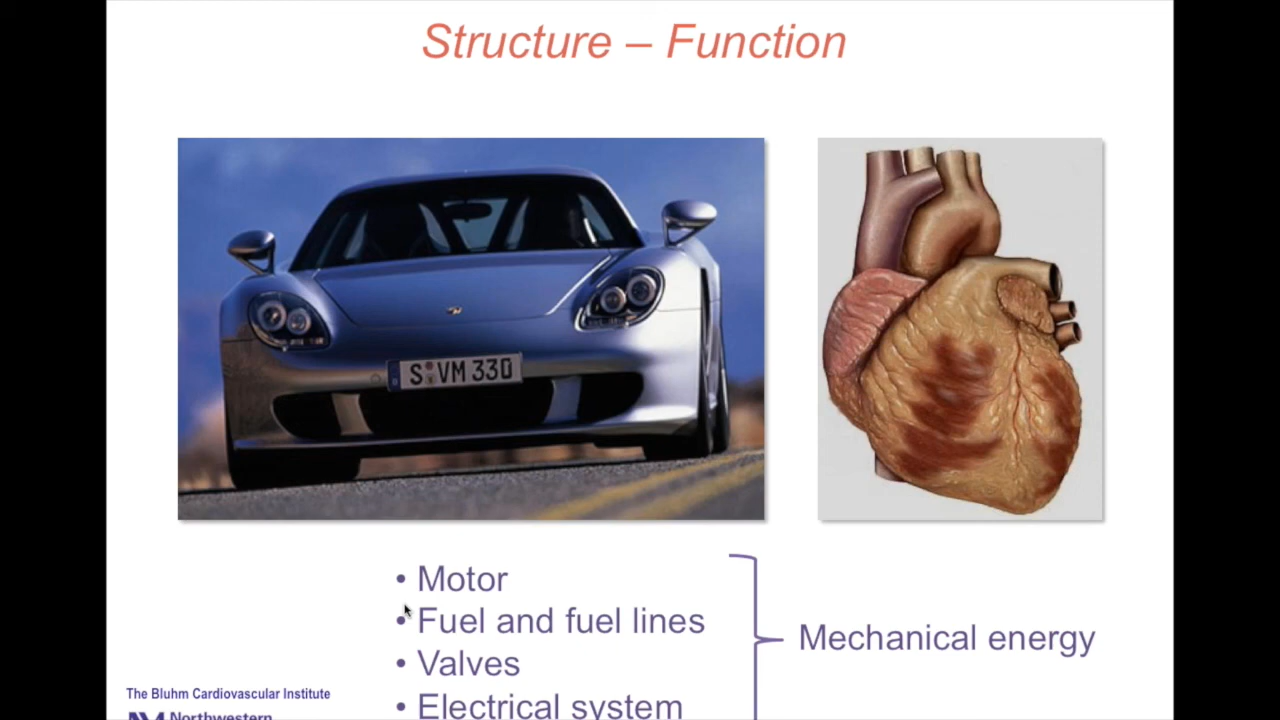 Structure – Function
S VM 330
• Motor
• Fuel and fuel lines
• Valves
• Electrical system
Mechanical energy
The Bluhm Cardiovascular Institute
Northwestern